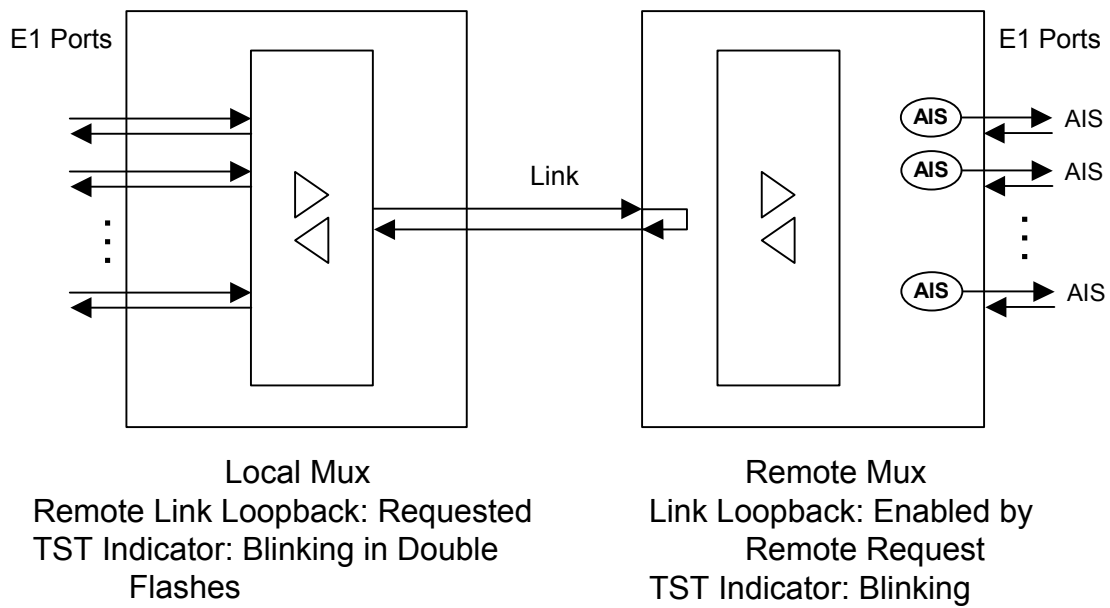 E1 Ports
E1 Ports
AIS
AIS
AIS
AIS
Link
AIS
AIS
Local Mux
Remote Link Loopback: Requested
TST Indicator: Blinking in Double
Flashes
Remote Mux
Link Loopback: Enabled by
Remote Request
TST Indicator: Blinking